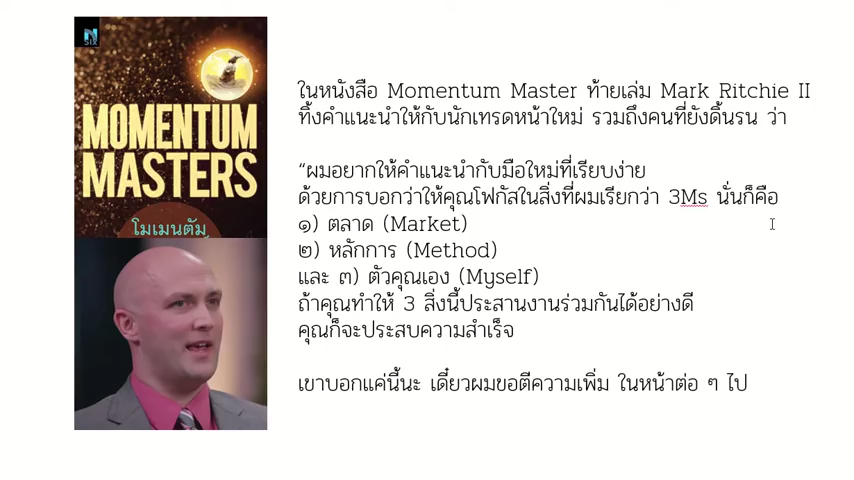 N
SIX
MOMENTUM
MASTERS
โมเมนตัม
ในหนังสือ Momentum Master ท้ายเล่ม Mark Ritchie II
ทิ้งคำแนะนำให้กับนักเทรดหน้าใหม่ รวมถึงคนที่ยังดิ้นรน ว่า
“ผมอยากให้คำแนะนำกับมือใหม่ที่เรียบง่าย
ด้วยการบอกว่าให้คุณโฟกัสในสิ่งที่ผมเรียกว่า 3Ms นั่นก็คือ
๑) ตลาด (Market)
๒) หลักการ (Method)
และ ๓) ตัวคุณเอง (Myself)
ถ้าคุณทำให้ 3 สิ่งนี้ประสานงานร่วมกันได้อย่างดี
คุณก็จะประสบความสำเร็จ
เขาบอกแค่นี้นะ เดี๋ยวผมขอตีความเพิ่ม ในหน้าต่อ ๆ ไป